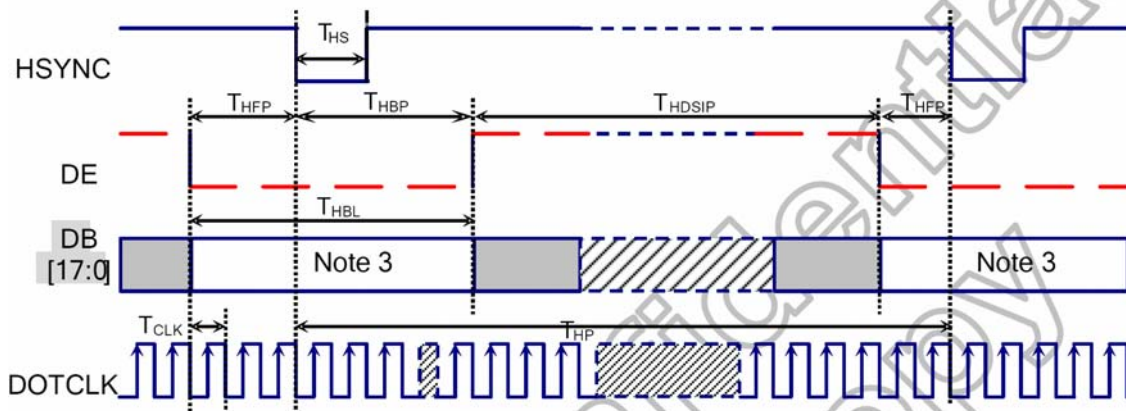 HSYNC
THS
THFP
THBP
THDSIP
THFP
DE
THBL
DB
[17:0]
Note 3
Note 3
TCLK
THP
DOTCLK